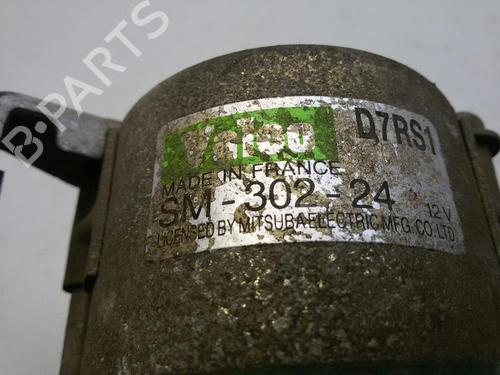 B-PARTS
Valeo
D7RS1
MADE IN FRANCE
SM-302-24
12V
LICENSED BY MITSUBA ELECTRIC MFG. CO. LTD.